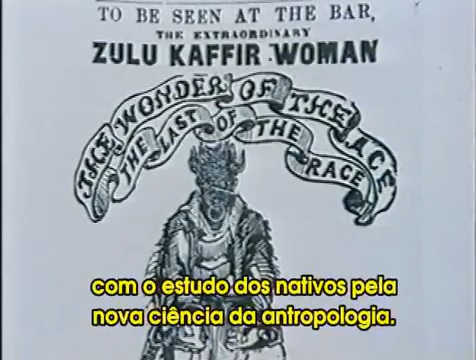 TO BE SEEN AT THE BAR,
THE EXTRAORDINARY
ZULU KAFFIR WOMAN
THE WONDER OF THE AGE
THE LAST OF THE RACE
com o estudo dos nativos pela
nova ciência da antropologia.